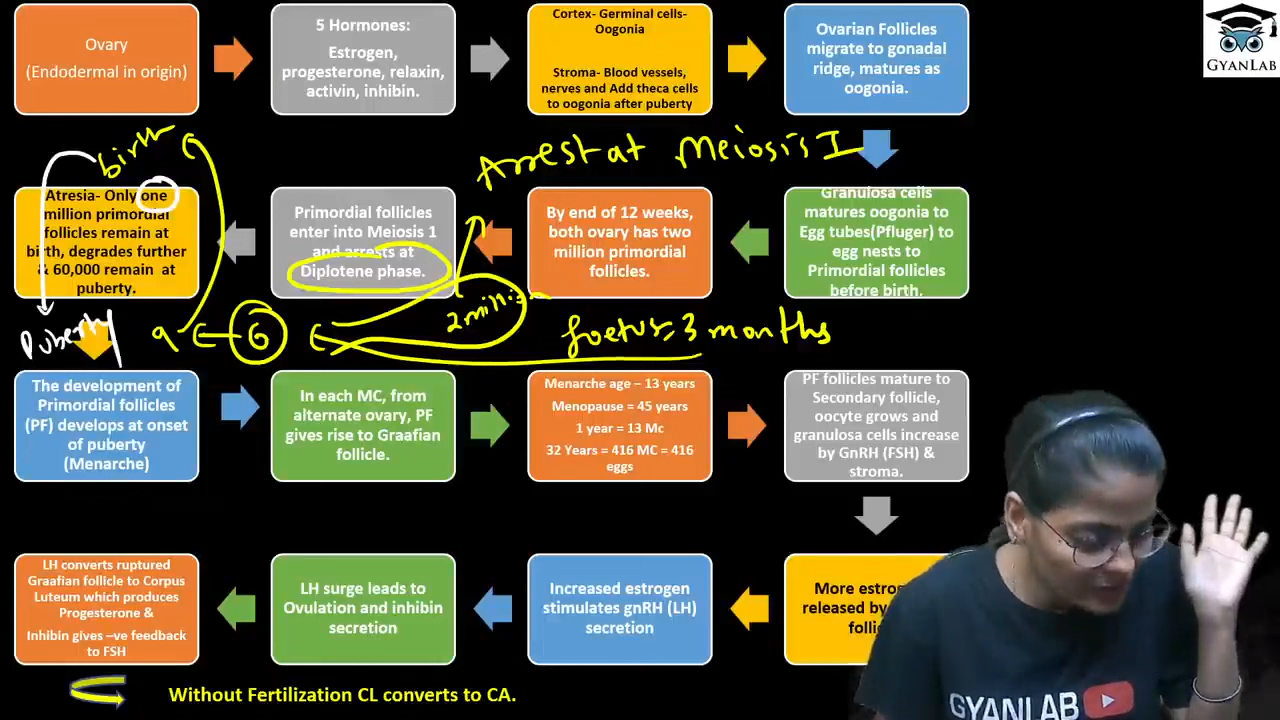 Ovary
(Endodermal in origin)
5 Hormones:
Estrogen,
progesterone, relaxin,
activin, inhibin.
Cortex- Germinal cells-
Oogonia
Stroma- Blood vessels,
nerves and Add theca cells
to oogonia after puberty
Ovarian Follicles
migrate to gonadal
ridge, matures as
oogonia.
GYANLAB
birth
Arrest at Meiosis I
Granulosa cells
matures oogonia to
Egg tubes(Pfluger) to
egg nests to
Primordial follicles
before birth.
By end of 12 weeks,
both ovary has two
million primordial
follicles.
Primordial follicles
enter into Meiosis 1
and arrests at
Diplotene phase.
Atresia- Only one
million primordial
follicles remain at
birth, degrades further
& 60,000 remain at
puberty.
Puberty
9
6
2 million
foetus = 3 months
The development of
Primordial follicles
(PF) develops at onset
of puberty
(Menarche)
In each MC, from
alternate ovary, PF
gives rise to Graafian
follicle.
Menarche age – 13 years
Menopause = 45 years
1 year = 13 Mc
32 Years = 416 MC = 416
eggs
PF follicles mature to
Secondary follicle,
oocyte grows and
granulosa cells increase
by GnRH (FSH) &
stroma.
More
released by
Increased estrogen
stimulates gnRH (LH)
secretion
LH surge leads to
Ovulation and inhibin
secretion
LH converts ruptured
Graafian follicle to Corpus
Luteum which produces
Progesterone &
Inhibin gives –ve feedback
to FSH
Without Fertilization CL converts to CA.
GYANLAB